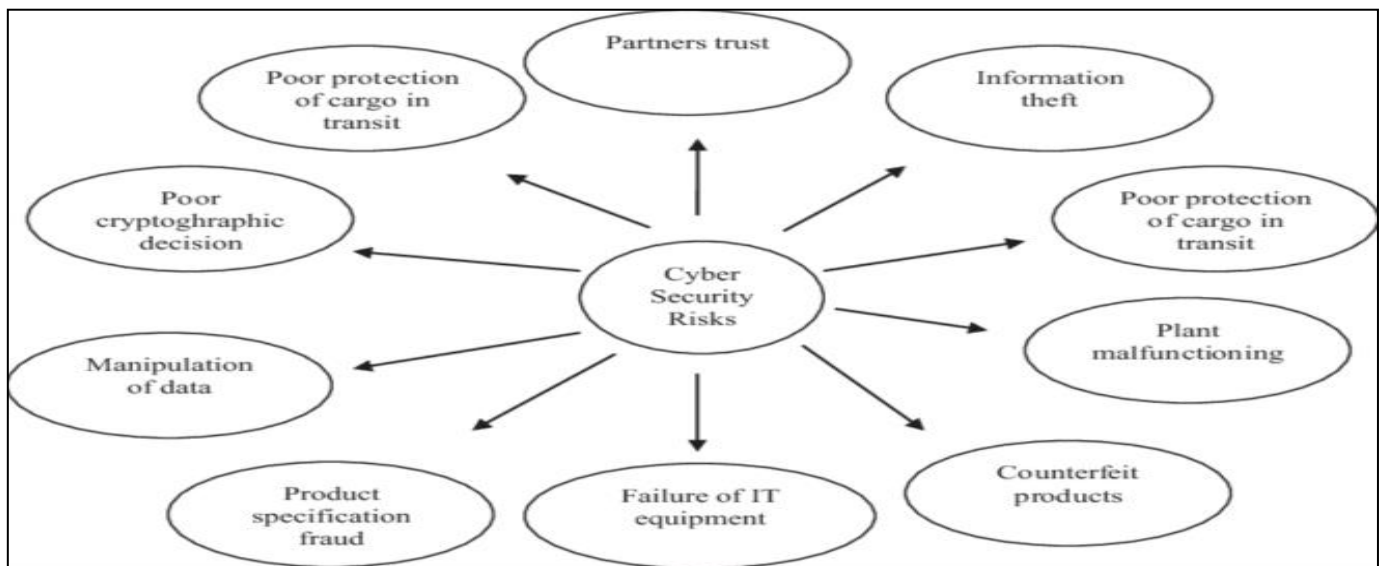 Partners trust
Poor protection
of cargo in
transit
Information
theft
Poor
cryptoghraphic
decision
Poor protection
of cargo in
transit
Cyber
Security
Risks
Manipulation
of data
Plant
malfunctioning
Product
specification
fraud
Failure of IT
equipment
Counterfeit
products